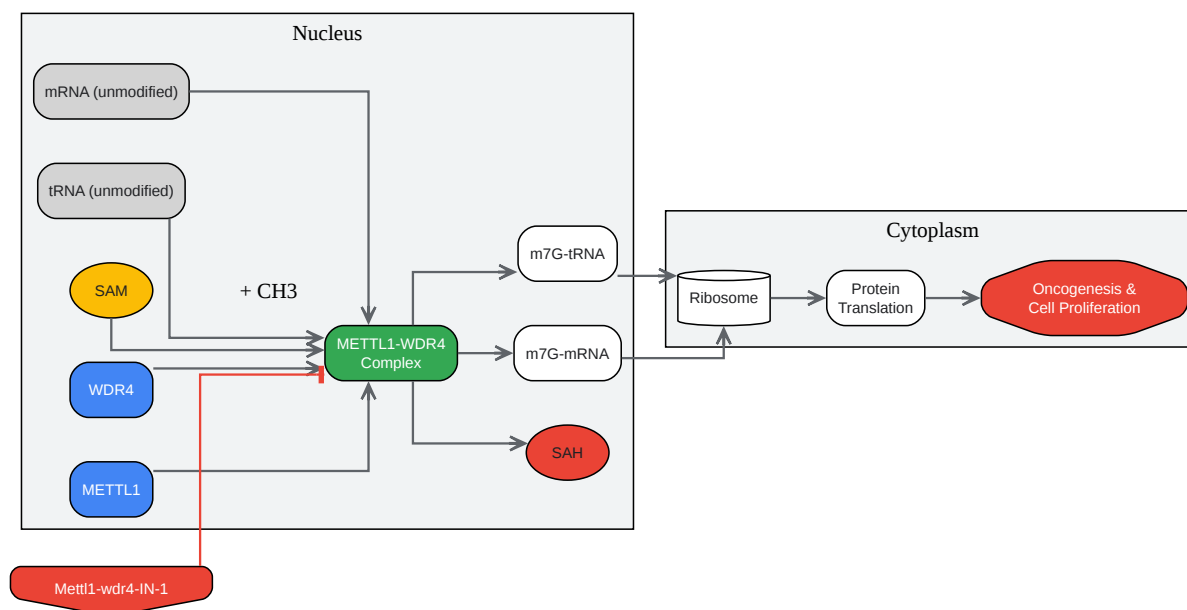 Nucleus
mRNA (unmodified)
tRNA (unmodified)
SAM
+ CH3
WDR4
METTL1
METTL1-WDR4
Complex
m7G-tRNA
m7G-mRNA
SAH
Cytoplasm
Ribosome
Protein
Translation
Oncogenesis &
Cell Proliferation
Mettl1-wdr4-IN-1